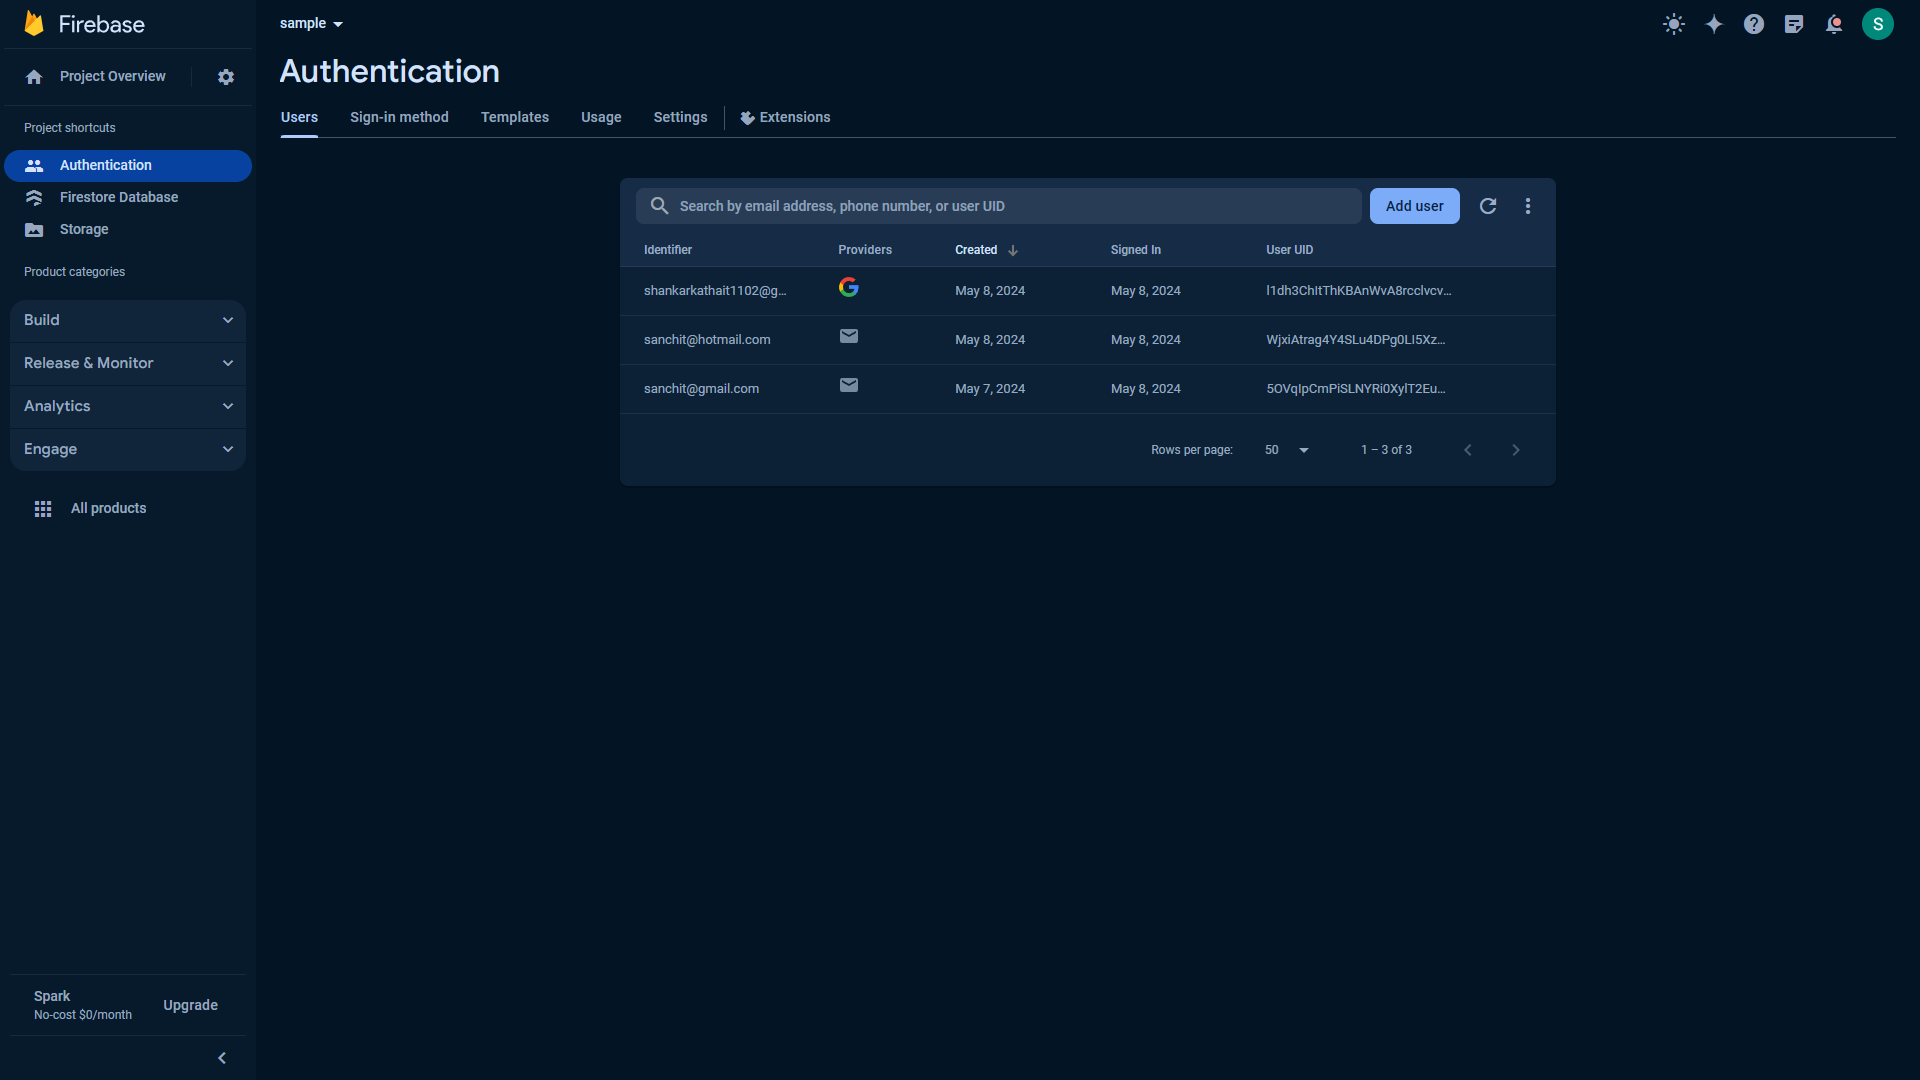 Firebase
sample
Project Overview
Authentication
Users
Sign-in method
Templates
Usage
Settings
Extensions
Project shortcuts
Authentication
Firestore Database
Storage
Product categories
Build
Release & Monitor
Analytics
Engage
All products
Spark
No-cost $0/month
Upgrade
Search by email address, phone number, or user UID
Add user
Identifier Providers Created Signed In User UID
shankarkathait1102@g... May 8, 2024 May 8, 2024
sanchit@hotmail.com May 8, 2024 May 8, 2024 WjxiAtrag4Y4SLu4DPg0LI5Xz...
sanchit@gmail.com May 7, 2024 May 8, 2024 5OVqIpCmPiSLNYRi0XylT2Eu...
Rows per page: 50 1 – 3 of 3
S